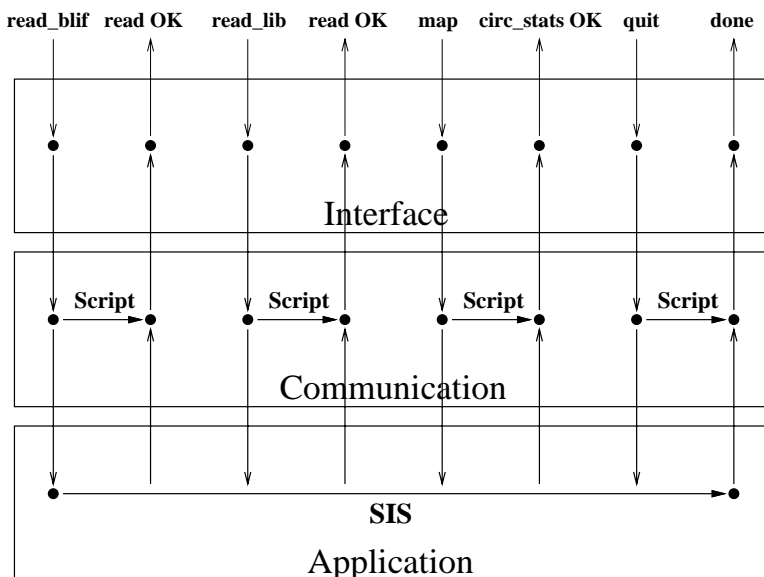 read_blif read OK read_lib read OK map circ_stats OK quit done
Interface
Script Script Script Script
Communication
SIS
Application